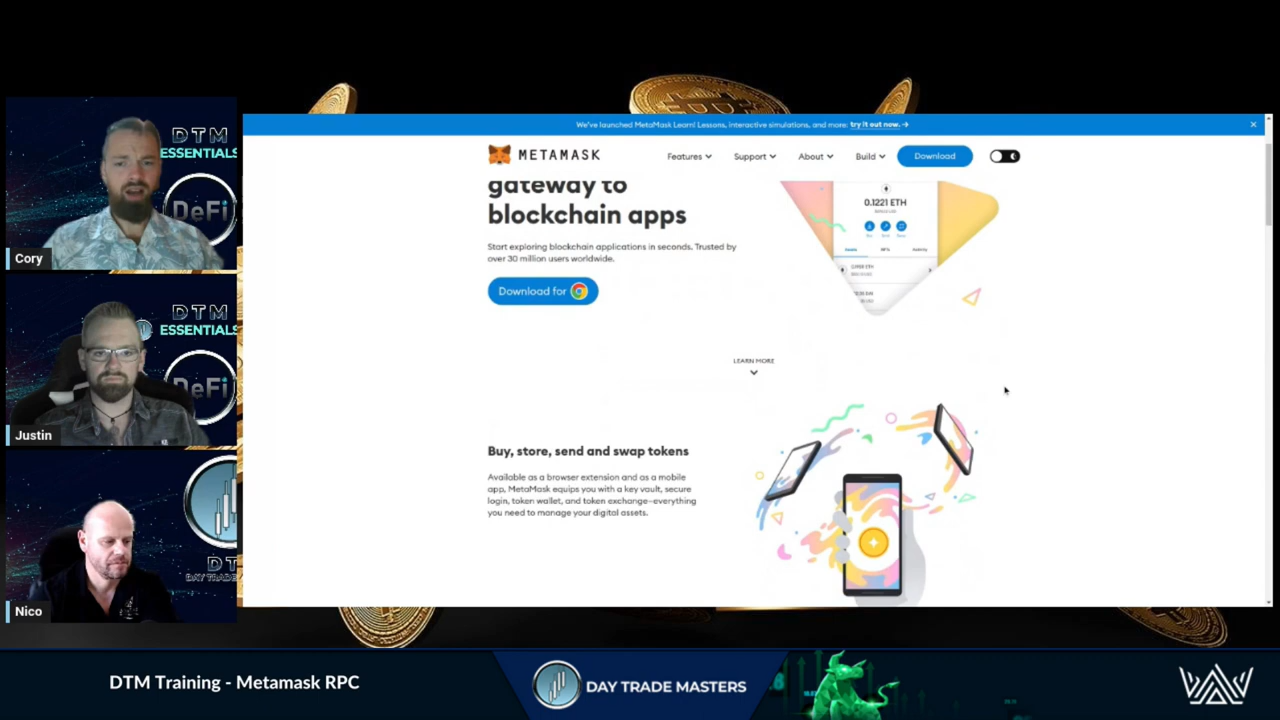 DTM
ESSENTIALS
DeFi
Cory
DTM
ESSENTIALS
DeFi
Justin
DT
DAY TRADE
Nico
We've launched MetaMask Learn! Lessons, interactive simulations, and more: try it out now. →
METAMASK
Features
Support
About
Build
Download
gateway to
blockchain apps
Start exploring blockchain applications in seconds. Trusted by
over 30 million users worldwide.
Download for
0.1221 ETH
LEARN MORE
Buy, store, send and swap tokens
Available as a browser extension and as a mobile
app, MetaMask equips you with a key vault, secure
login, token wallet, and token exchange—everything
you need to manage your digital assets.
DTM Training - Metamask RPC
DAY TRADE MASTERS